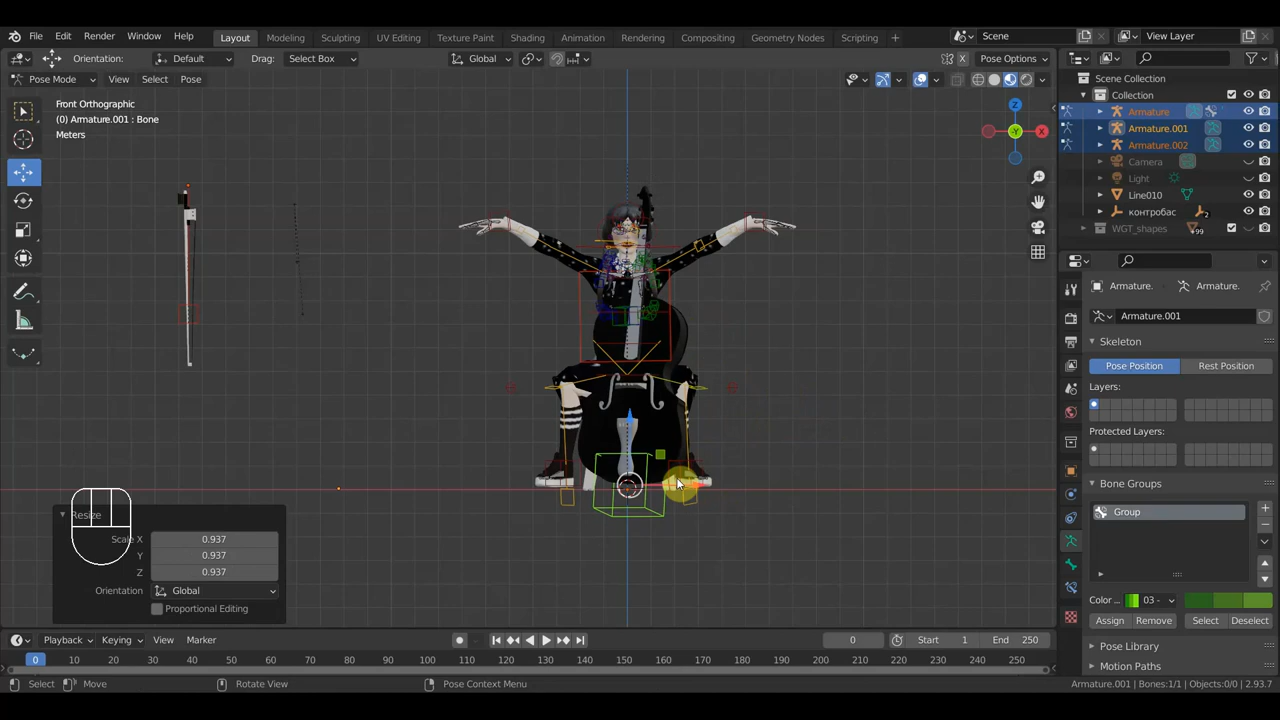 File Edit Render Window Help Layout Modeling Sculpting UV Editing Texture Paint Shading Animation Rendering Compositing Geometry Nodes Scripting + Scene View Layer
Orientation: Default Drag: Select Box Global Pose Options
Pose Mode View Select Pose
Front Orthographic
(0) Armature.001 : Bone
Meters
Z
X
-Y
Scene Collection
Collection
Armature
Armature.001
Armature.002
Camera
Light
Line010
контробас 2
WGT_shapes 99
Armature. Armature.
Armature.001
Skeleton
Pose Position Rest Position
Layers:
Protected Layers:
Bone Groups
Group
Color 03 -
Assign Remove Select Deselect
Pose Library
Motion Paths
Resize
Scale X 0.937
Y 0.937
Z 0.937
Orientation Global
Proportional Editing
Playback Keying View Marker 0 Start 1 End 250
0 10 20 30 40 50 60 70 80 90 100 110 120 130 140 150 160 170 180 190 200 210 220 230 240 250
Select Move Rotate View Pose Context Menu Armature.001 | Bones:1/1 | Objects:0/0 | 2.93.7